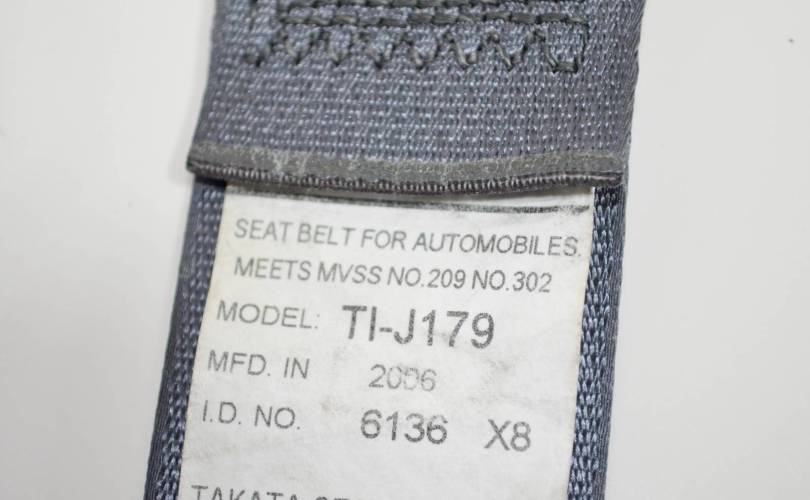 SEAT BELT FOR AUTOMOBILES.
MEETS MVSS NO.209 NO.302
MODEL: TI-J179
MFD. IN 2006
I.D. NO. 6136 X8
TAKATA